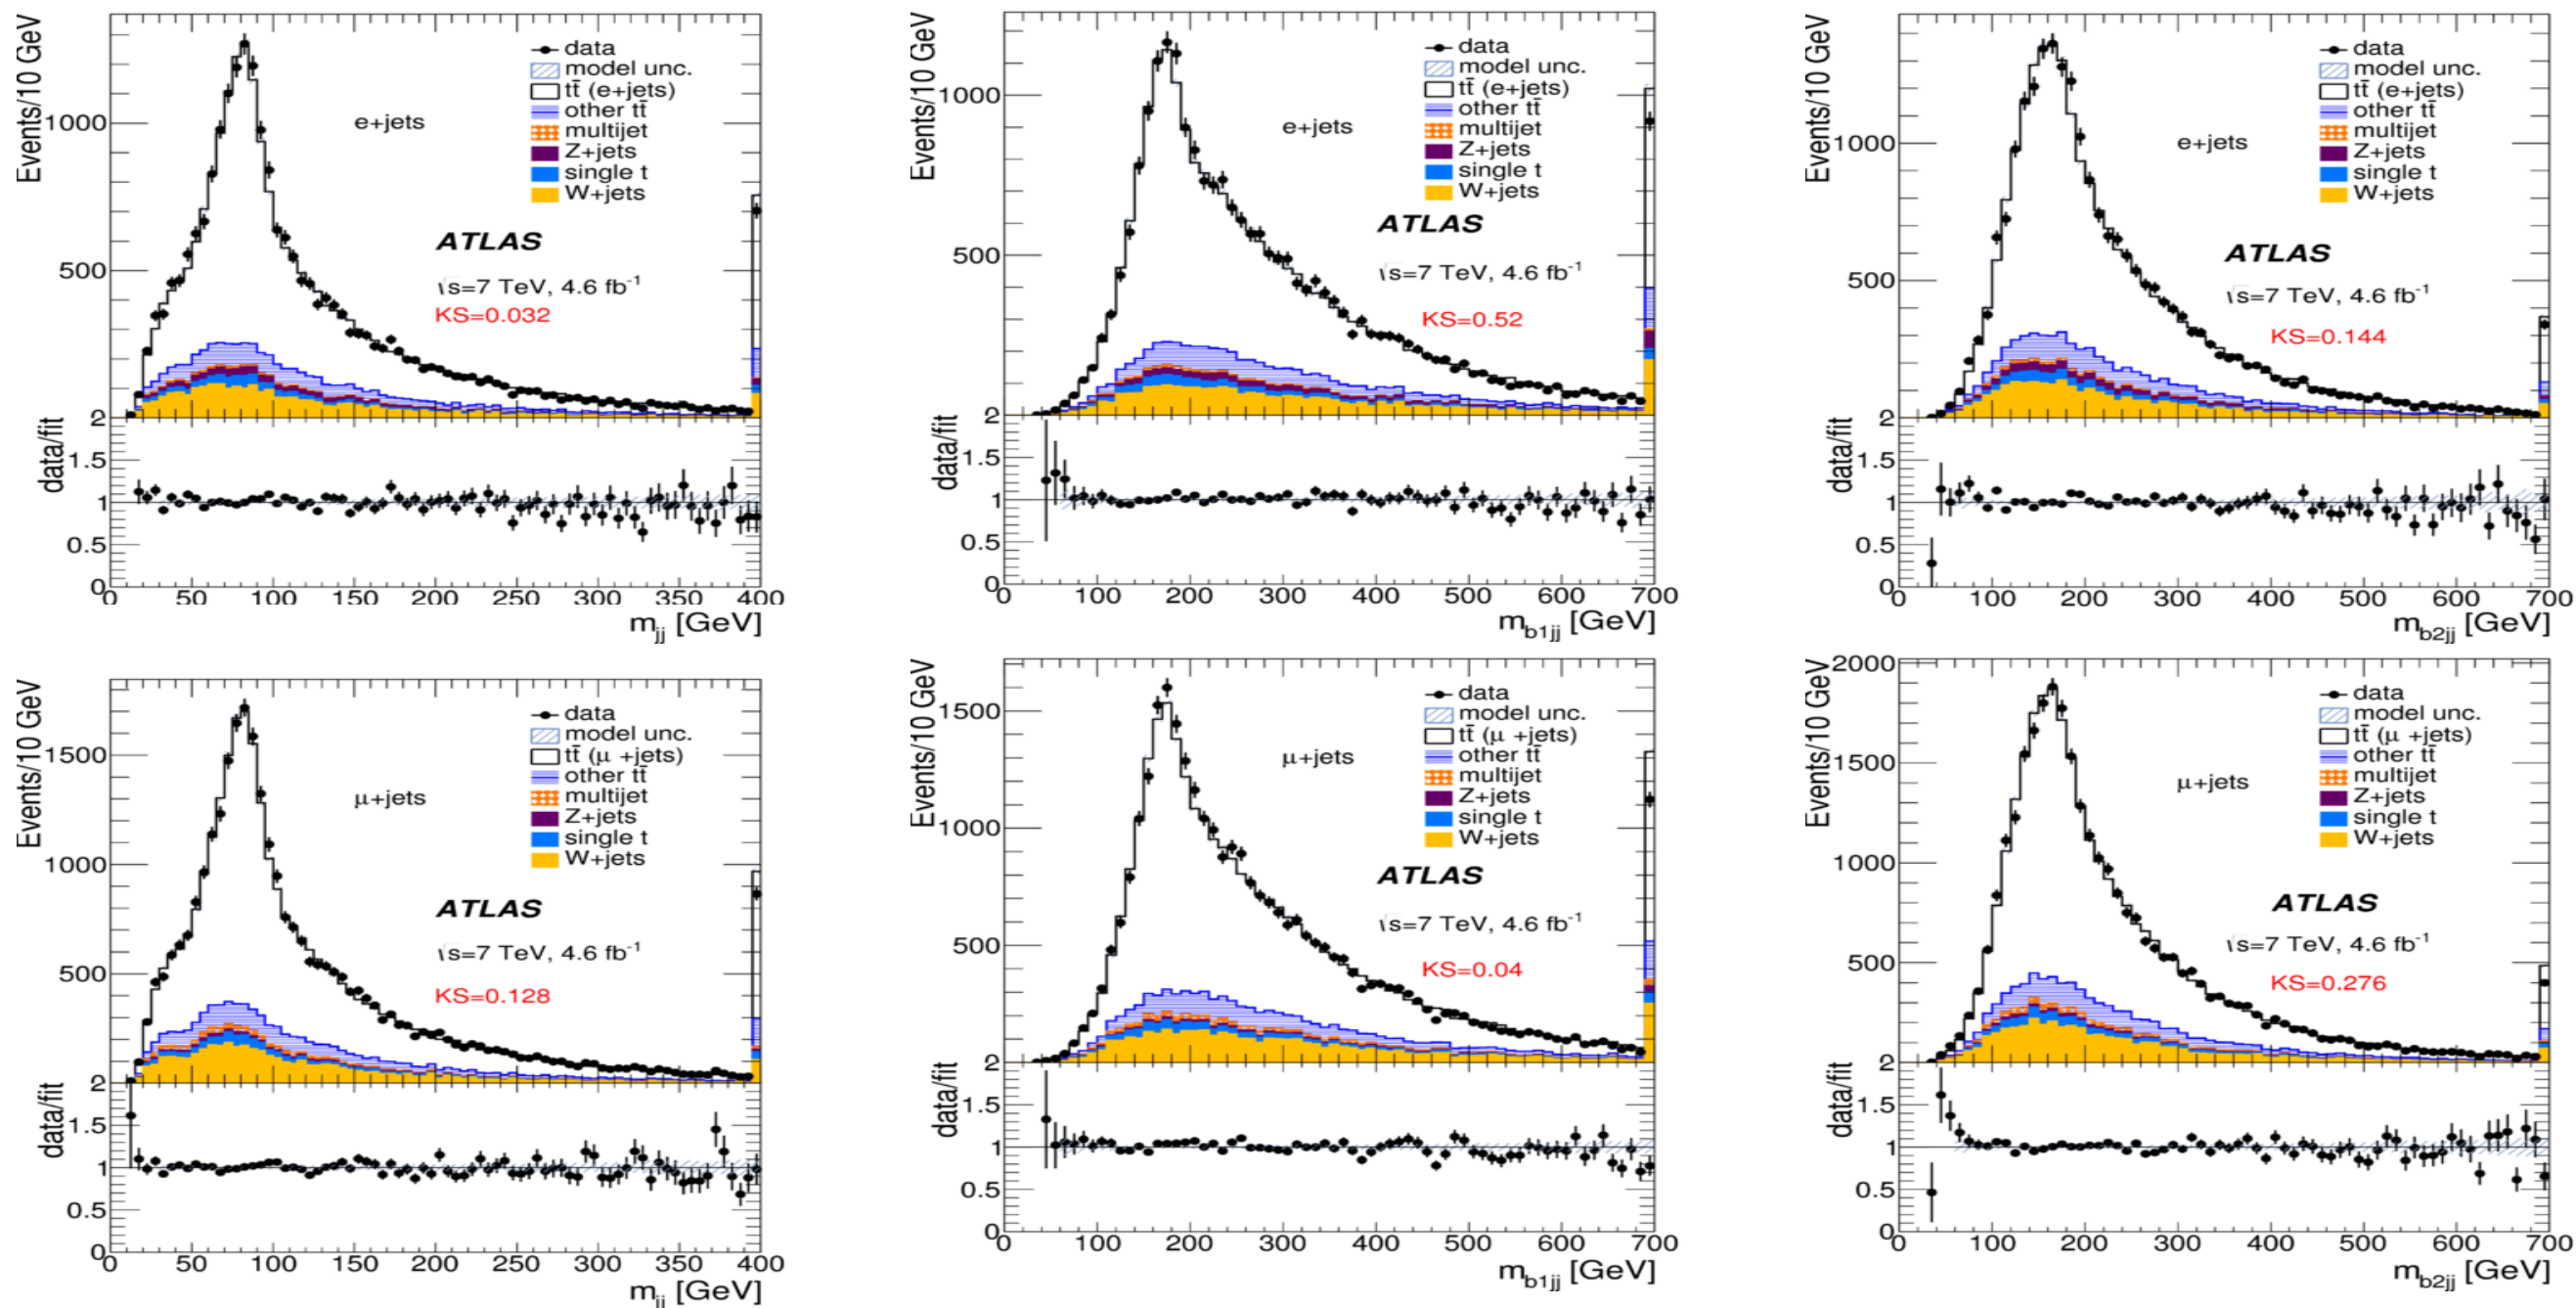 Events/10 GeV
1000
500
data
model unc.
tt̄ (e+jets)
other tt̄
multijet
Z+jets
single t
W+jets
e+jets
ATLAS
√s=7 TeV, 4.6 fb⁻¹
KS=0.032
data/fit
2
1.5
1
0.5
0
0 50 100 150 200 250 300 350 400
m_jj [GeV]
Events/10 GeV
1000
500
data
model unc.
tt̄ (e+jets)
other tt̄
multijet
Z+jets
single t
W+jets
e+jets
ATLAS
√s=7 TeV, 4.6 fb⁻¹
KS=0.52
data/fit
2
1.5
1
0.5
0
0 100 200 300 400 500 600 700
m_b1jj [GeV]
Events/10 GeV
1000
500
data
model unc.
tt̄ (e+jets)
other tt̄
multijet
Z+jets
single t
W+jets
e+jets
ATLAS
√s=7 TeV, 4.6 fb⁻¹
KS=0.144
data/fit
2
1.5
1
0.5
0
100 200 300 400 500 600 700
m_b2jj [GeV]
Events/10 GeV
1500
1000
500
data
model unc.
tt̄ (μ +jets)
other tt̄
multijet
Z+jets
single t
W+jets
μ+jets
ATLAS
√s=7 TeV, 4.6 fb⁻¹
KS=0.128
data/fit
2
1.5
1
0.5
0
0 50 100 150 200 250 300 350 400
m_jj [GeV]
Events/10 GeV
1500
1000
500
data
model unc.
tt̄ (μ +jets)
other tt̄
multijet
Z+jets
single t
W+jets
μ+jets
ATLAS
√s=7 TeV, 4.6 fb⁻¹
KS=0.04
data/fit
2
1.5
1
0.5
0
0 100 200 300 400 500 600 700
m_b1jj [GeV]
Events/10 GeV
2000
1500
1000
500
data
model unc.
tt̄ (μ +jets)
other tt̄
multijet
Z+jets
single t
W+jets
μ+jets
ATLAS
√s=7 TeV, 4.6 fb⁻¹
KS=0.276
data/fit
2
1.5
1
0.5
0
100 200 300 400 500 600 700
m_b2jj [GeV]